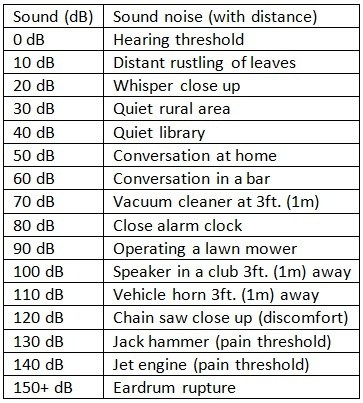 Sound (dB) Sound noise (with distance)
0 dB Hearing threshold
10 dB Distant rustling of leaves
20 dB Whisper close up
30 dB Quiet rural area
40 dB Quiet library
50 dB Conversation at home
60 dB Conversation in a bar
70 dB Vacuum cleaner at 3ft. (1m)
80 dB Close alarm clock
90 dB Operating a lawn mower
100 dB Speaker in a club 3ft. (1m) away
110 dB Vehicle horn 3ft. (1m) away
120 dB Chain saw close up (discomfort)
130 dB Jack hammer (pain threshold)
140 dB Jet engine (pain threshold)
150+ dB Eardrum rupture